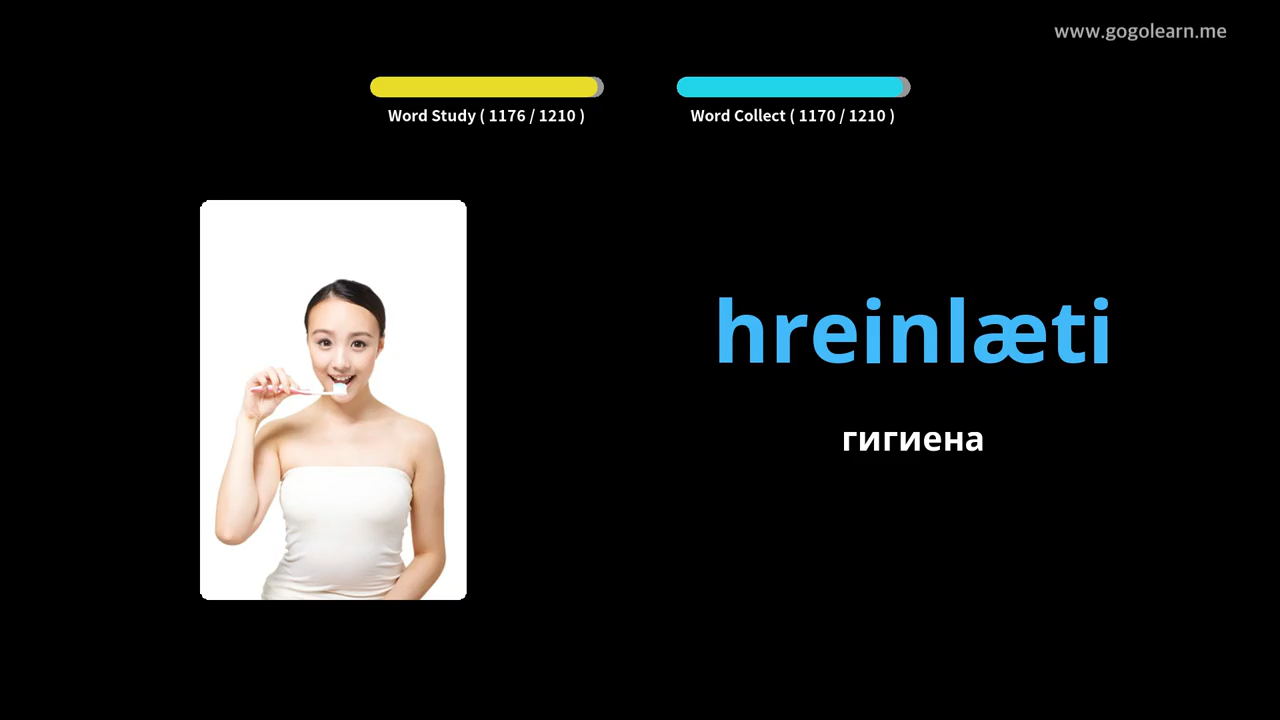 www.gogolearn.me
Word Study ( 1176 / 1210 )
Word Collect ( 1170 / 1210 )
hreinlæti
гигиена